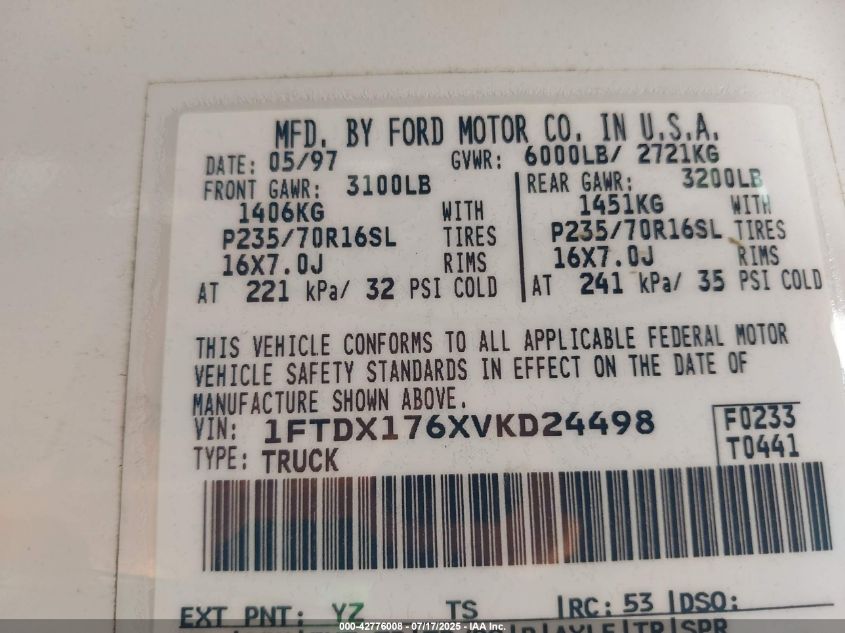 MFD. BY FORD MOTOR CO. IN U.S.A.
DATE: 05/97 GVWR: 6000LB/ 2721KG
FRONT GAWR: 3100LB REAR GAWR: 3200LB
1406KG WITH 1451KG WITH
P235/70R16SL TIRES P235/70R16SL TIRES
16X7.0J RIMS 16X7.0J RIMS
AT 221 kPa/ 32 PSI COLD AT 241 kPa/ 35 PSI COLD
THIS VEHICLE CONFORMS TO ALL APPLICABLE FEDERAL MOTOR
VEHICLE SAFETY STANDARDS IN EFFECT ON THE DATE OF
MANUFACTURE SHOWN ABOVE.
VIN: 1FTDX176XVKD24498 F0233
TYPE: TRUCK T0441
EXT PNT: YZ TS RC: 53 DSO:
AXLE TR SPR
000-42776008 - 07/17/2025 - IAA Inc.